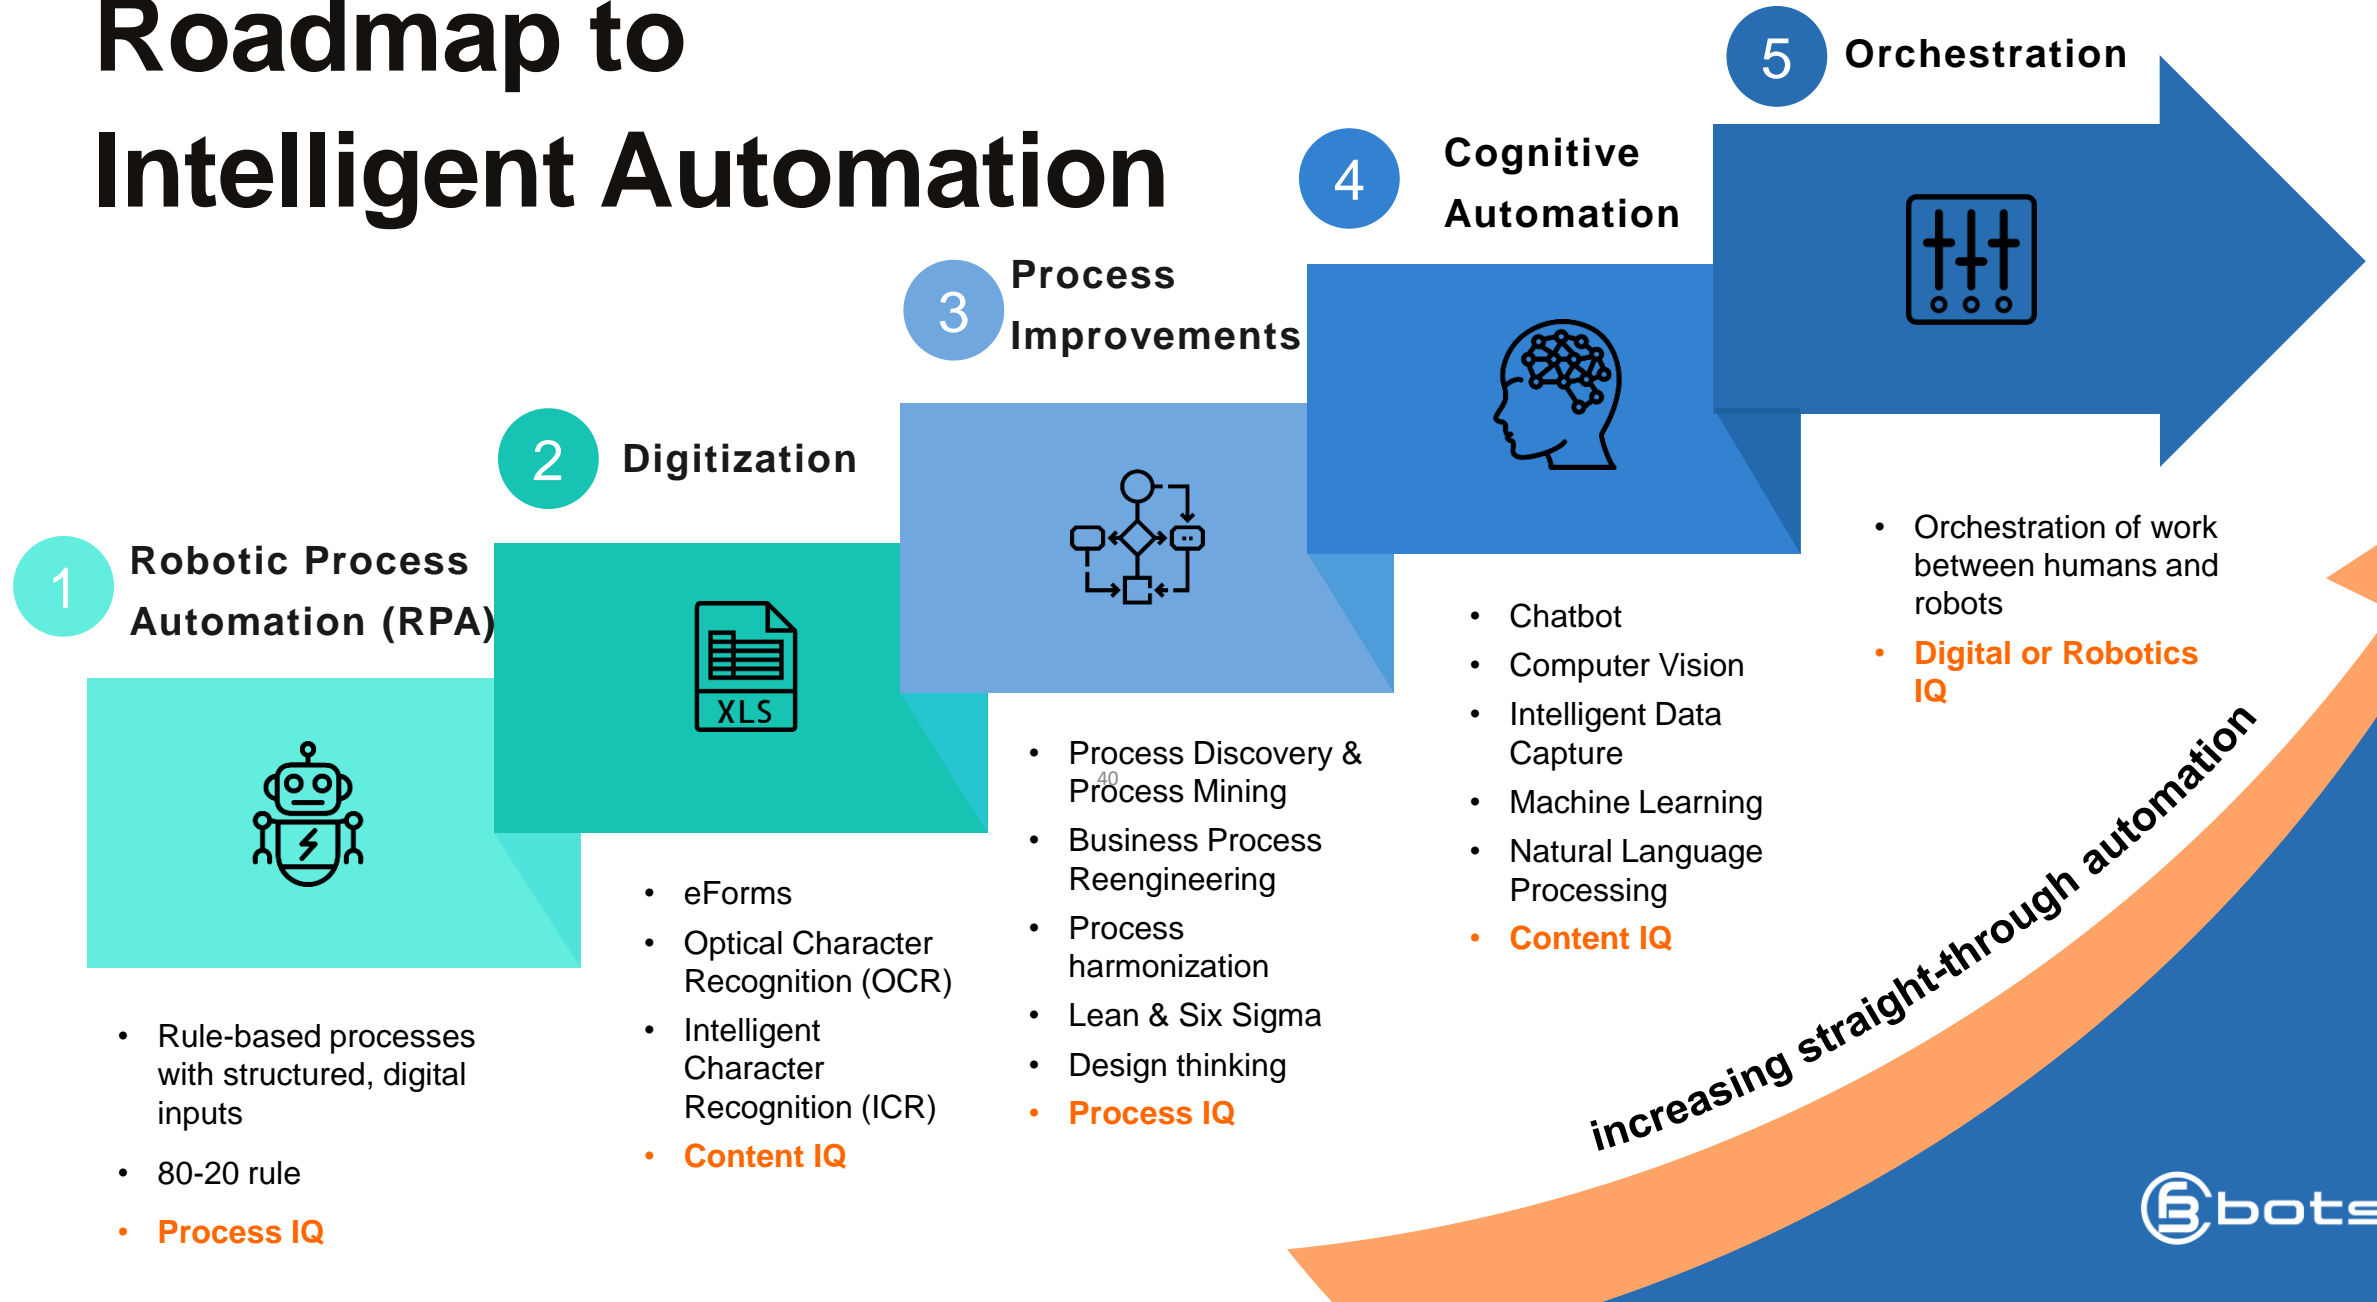 Roadmap to
Intelligent Automation
1
Robotic Process
Automation (RPA)
• Rule-based processes
with structured, digital
inputs
• 80-20 rule
• Process IQ
2
Digitization
XLS
• eForms
• Optical Character
Recognition (OCR)
• Intelligent
Character
Recognition (ICR)
• Content IQ
3
Process
Improvements
• Process Discovery &
Process Mining
40
• Business Process
Reengineering
• Process
harmonization
• Lean & Six Sigma
• Design thinking
• Process IQ
4
Cognitive
Automation
• Chatbot
• Computer Vision
• Intelligent Data
Capture
• Machine Learning
• Natural Language
Processing
• Content IQ
5
Orchestration
• Orchestration of work
between humans and
robots
• Digital or Robotics
IQ
increasing straight-through automation
bots